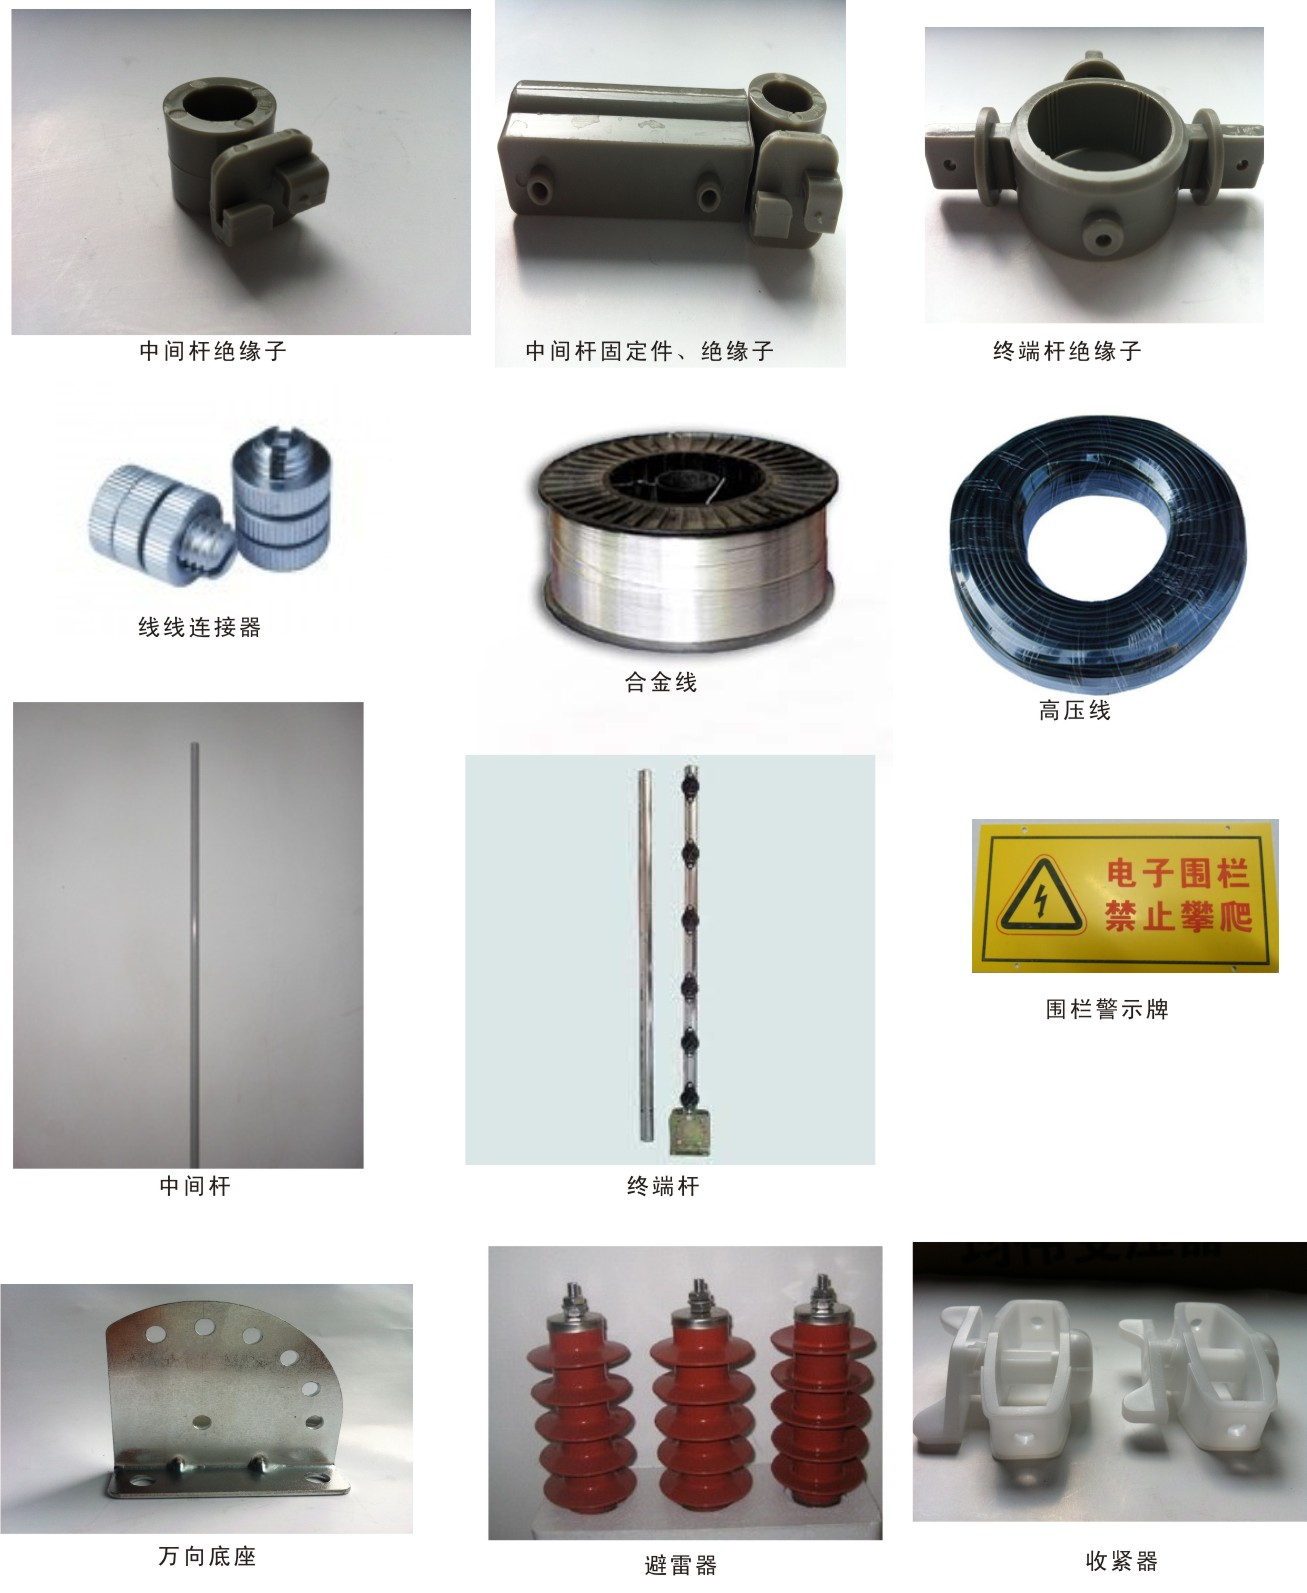 中间杆绝缘子
中间杆固定件、绝缘子
终端杆绝缘子
线线连接器
合金线
高压线
电子围栏
禁止攀爬
围栏警示牌
中间杆
终端杆
万向底座
避雷器
收紧器